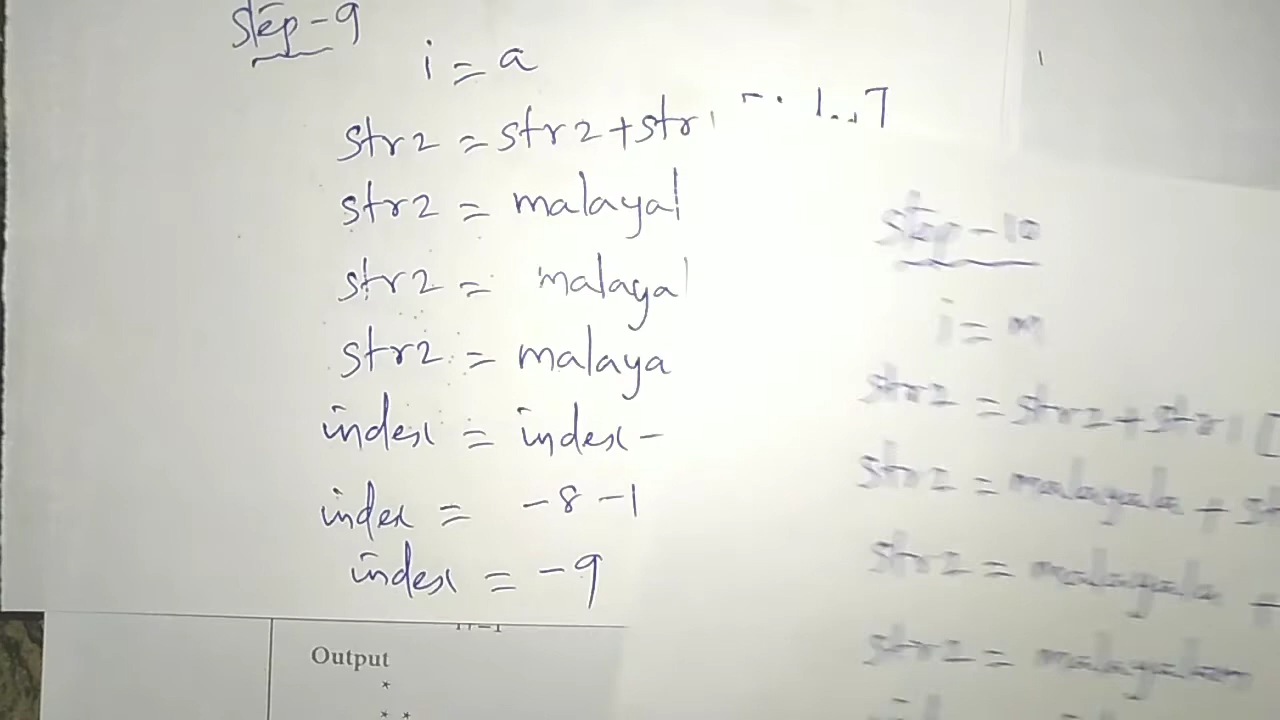 Step-9
i = a
str2 = str2+str1
1..7
str2 = malayal
str2 = malayal
str2 = malaya
index = index -
index = -8 -1
index = -9
Output
*
* *
Step-10
i = m
str2 = str2+str1[
str2 = malayala +
str2 = malayala
str2 =